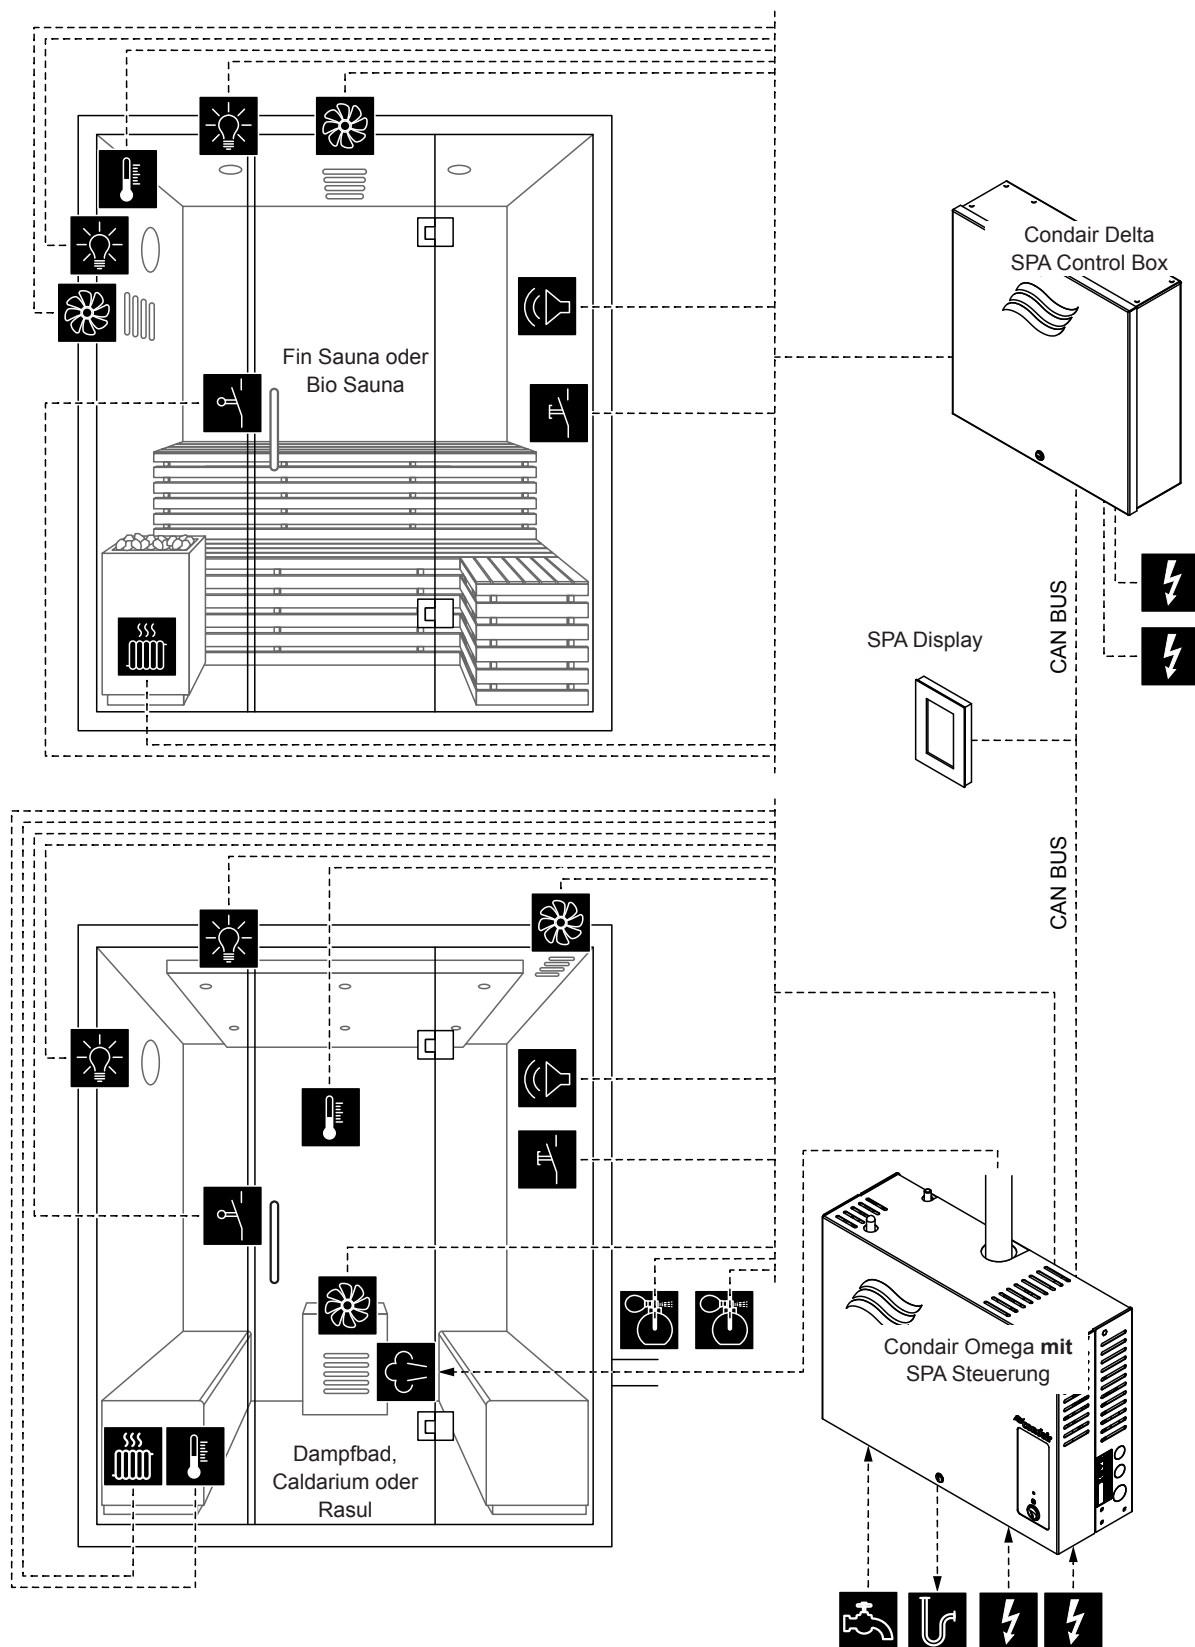 Condair Delta
SPA Control Box
Fin Sauna oder
Bio Sauna
CAN BUS
SPA Display
CAN BUS
Condair Omega mit
SPA Steuerung
Dampfbad,
Caldarium oder
Rasul